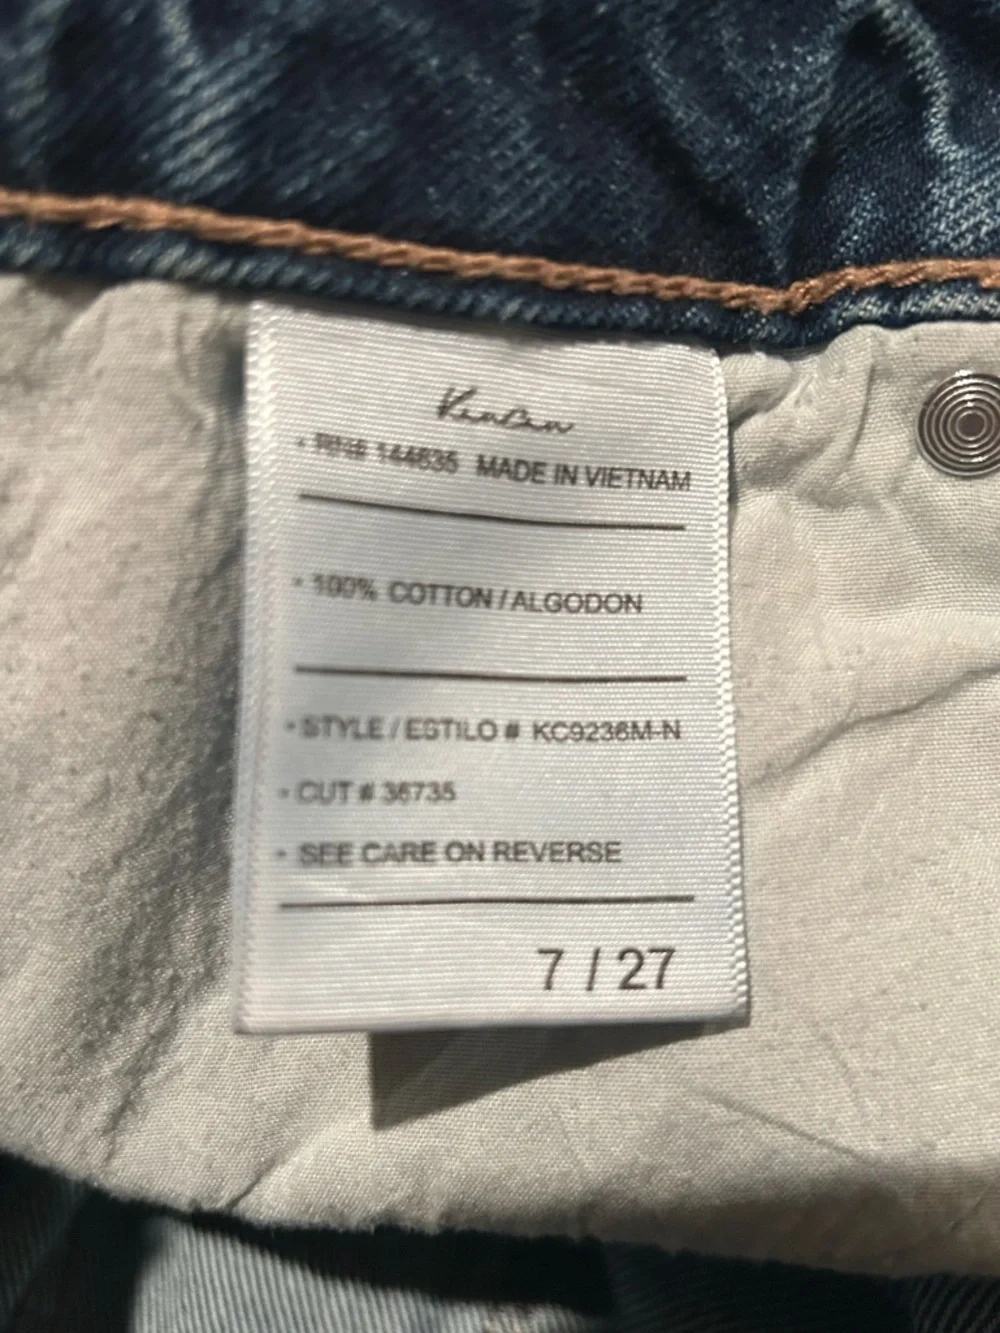 KanCan
• RN# 144635 MADE IN VIETNAM
• 100% COTTON / ALGODON
• STYLE / ESTILO # KC9236M-N
• CUT # 36735
• SEE CARE ON REVERSE
7 / 27